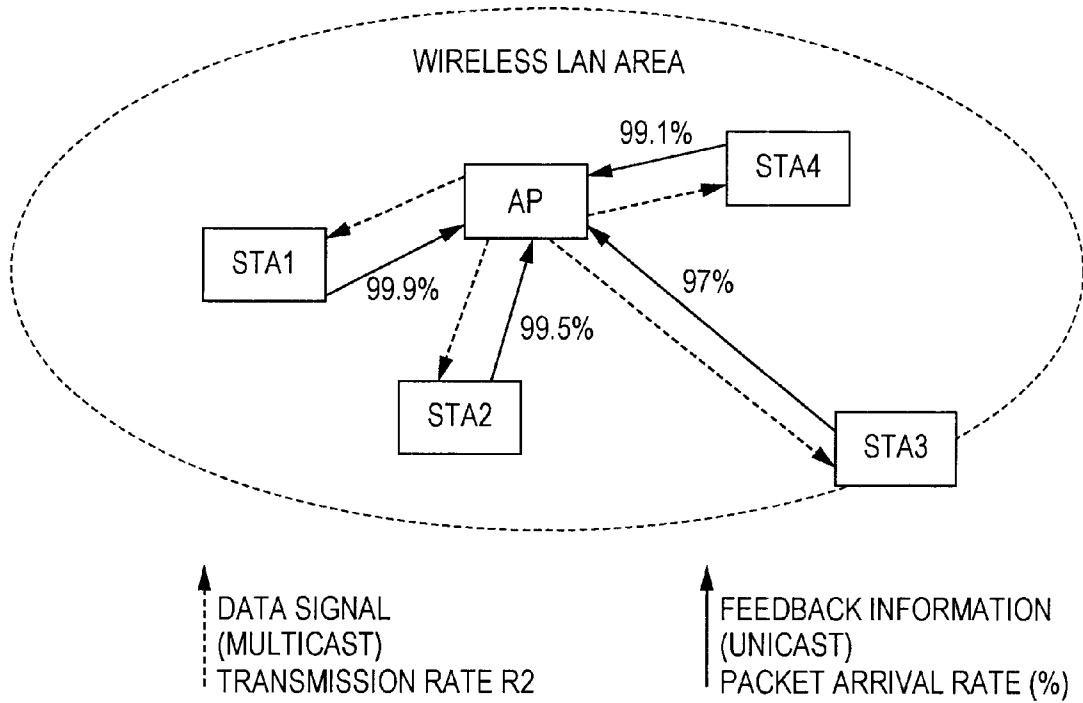 WIRELESS LAN AREA
99.1%
STA4
AP
STA1
99.9%
97%
99.5%
STA2
STA3
DATA SIGNAL
(MULTICAST)
TRANSMISSION RATE R2
FEEDBACK INFORMATION
(UNICAST)
PACKET ARRIVAL RATE (%)